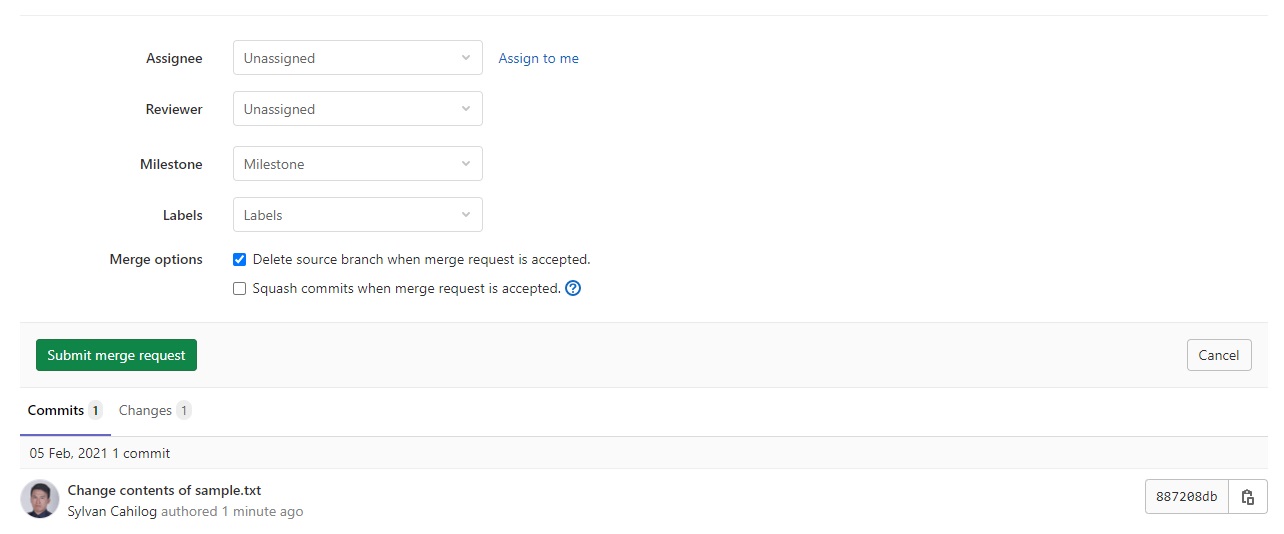 Assignee Unassigned Assign to me
Reviewer Unassigned
Milestone Milestone
Labels Labels
Merge options Delete source branch when merge request is accepted.
Squash commits when merge request is accepted. ?
Submit merge request Cancel
Commits 1 Changes 1
05 Feb, 2021 1 commit
Change contents of sample.txt
Sylvan Cahilog authored 1 minute ago
887208db